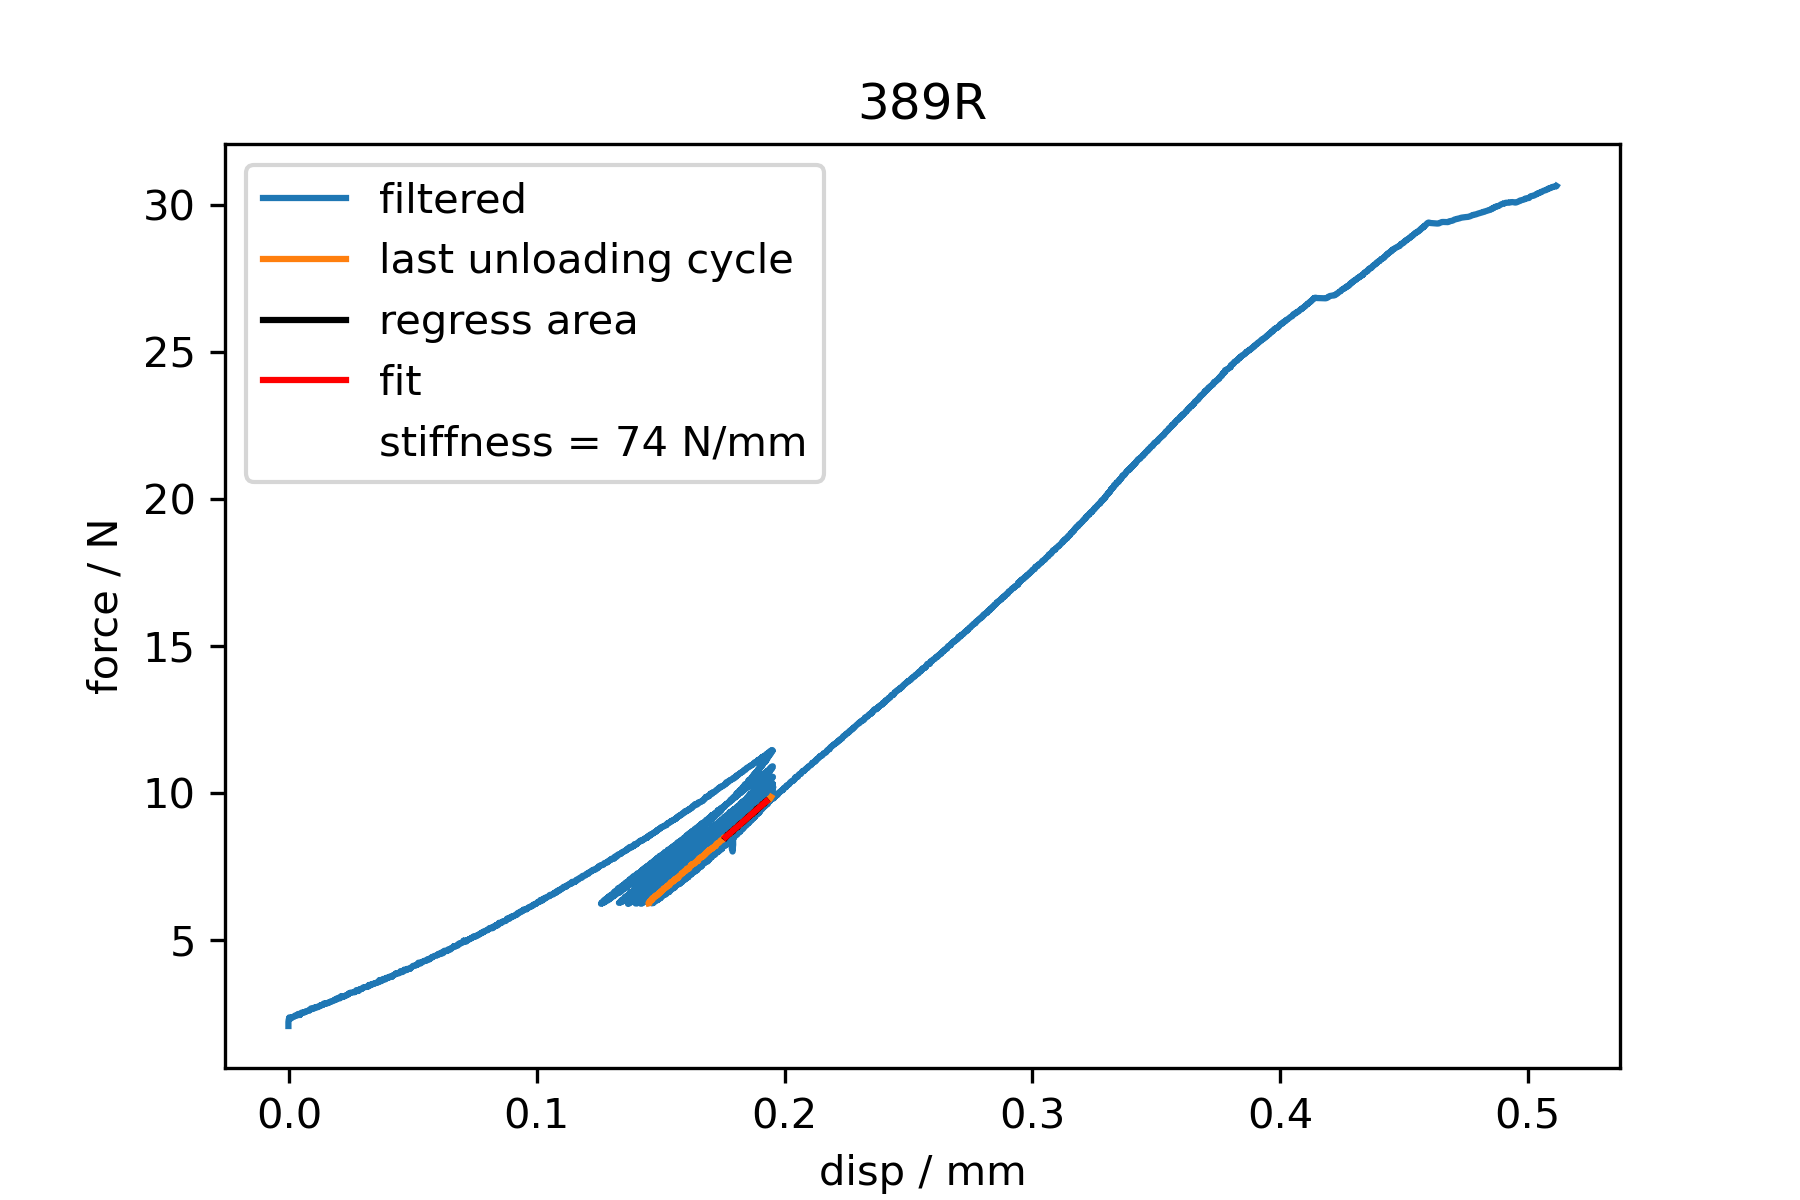 389R
filtered
last unloading cycle
regress area
fit
stiffness = 74 N/mm
force / N
30
25
20
15
10
5
0.0 0.1 0.2 0.3 0.4 0.5
disp / mm